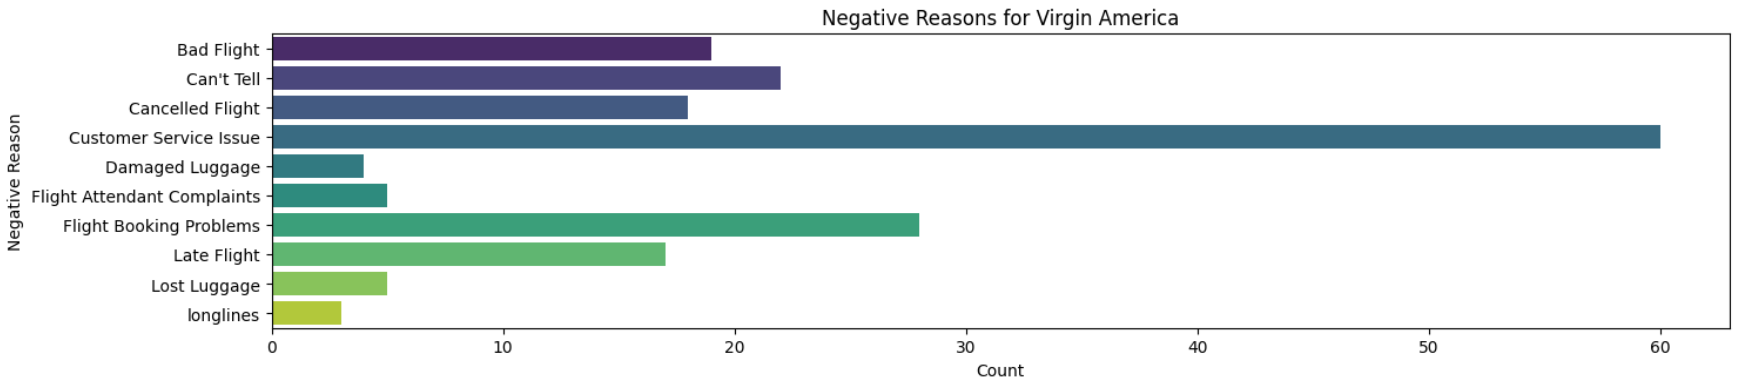 Negative Reasons for Virgin America
Negative Reason
Bad Flight
Can't Tell
Cancelled Flight
Customer Service Issue
Damaged Luggage
Flight Attendant Complaints
Flight Booking Problems
Late Flight
Lost Luggage
longlines
0 10 20 30 40 50 60
Count